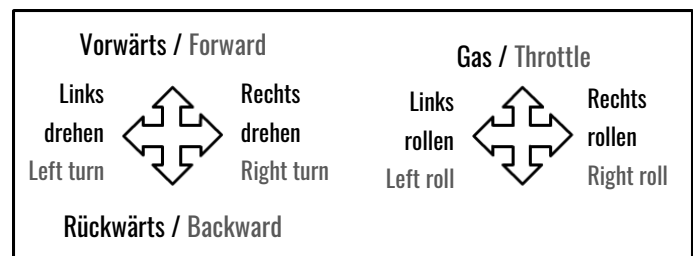 Vorwärts / Forward
Links
drehen
Left turn
Rechts
drehen
Right turn
Rückwärts / Backward
Gas / Throttle
Links
rollen
Left roll
Rechts
rollen
Right roll